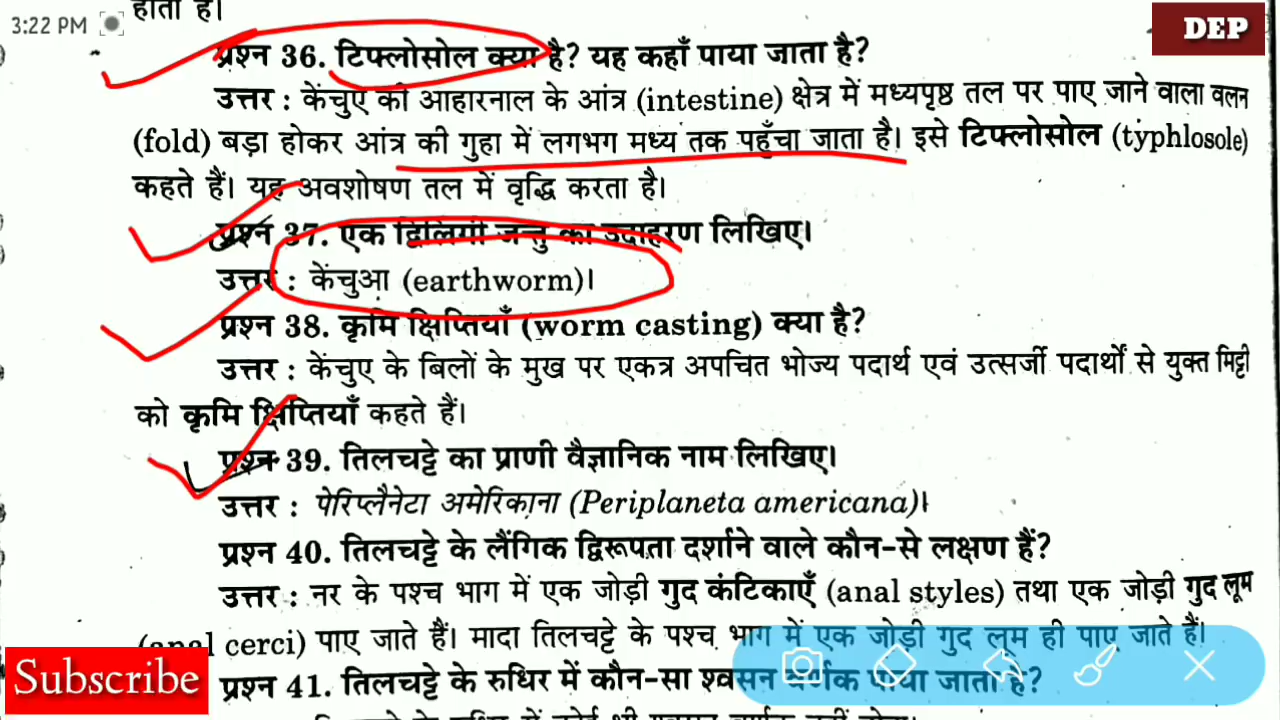 होता है।
3:22 PM
DEP
प्रश्न 36. टिफ्लोसोल क्या है? यह कहाँ पाया जाता है?
उत्तर : केंचुए की आहारनाल के आंत्र (intestine) क्षेत्र में मध्यपृष्ठ तल पर पाए जाने वाला वलन
(fold) बड़ा होकर आंत्र की गुहा में लगभग मध्य तक पहुँचा जाता है। इसे टिफ्लोसोल (typhlosole)
कहते हैं। यह अवशोषण तल में वृद्धि करता है।
प्रश्न 37. एक द्विलिंगी जन्तु का उदाहरण लिखिए।
उत्तर : केंचुआ (earthworm)।
प्रश्न 38. कृमि क्षिप्तियाँ (worm casting) क्या है?
उत्तर : केंचुए के बिलों के मुख पर एकत्र अपचित भोज्य पदार्थ एवं उत्सर्जी पदार्थों से युक्त मिट्टी
को कृमि क्षिप्तियाँ कहते हैं।
प्रश्न 39. तिलचट्टे का प्राणी वैज्ञानिक नाम लिखिए।
उत्तर : पेरिप्लैनेटा अमेरिकाना (Periplaneta americana)।
प्रश्न 40. तिलचट्टे के लैंगिक द्विरूपता दर्शाने वाले कौन-से लक्षण हैं?
उत्तर : नर के पश्च भाग में एक जोड़ी गुद कंटिकाएँ (anal styles) तथा एक जोड़ी गुद लूम
(anal cerci) पाए जाते हैं। मादा तिलचट्टे के पश्च भाग में एक जोड़ी गुद लूम ही पाए जाते हैं।
Subscribe
प्रश्न 41. तिलचट्टे के रुधिर में कौन-सा श्वसन वर्णक पाया जाता है?